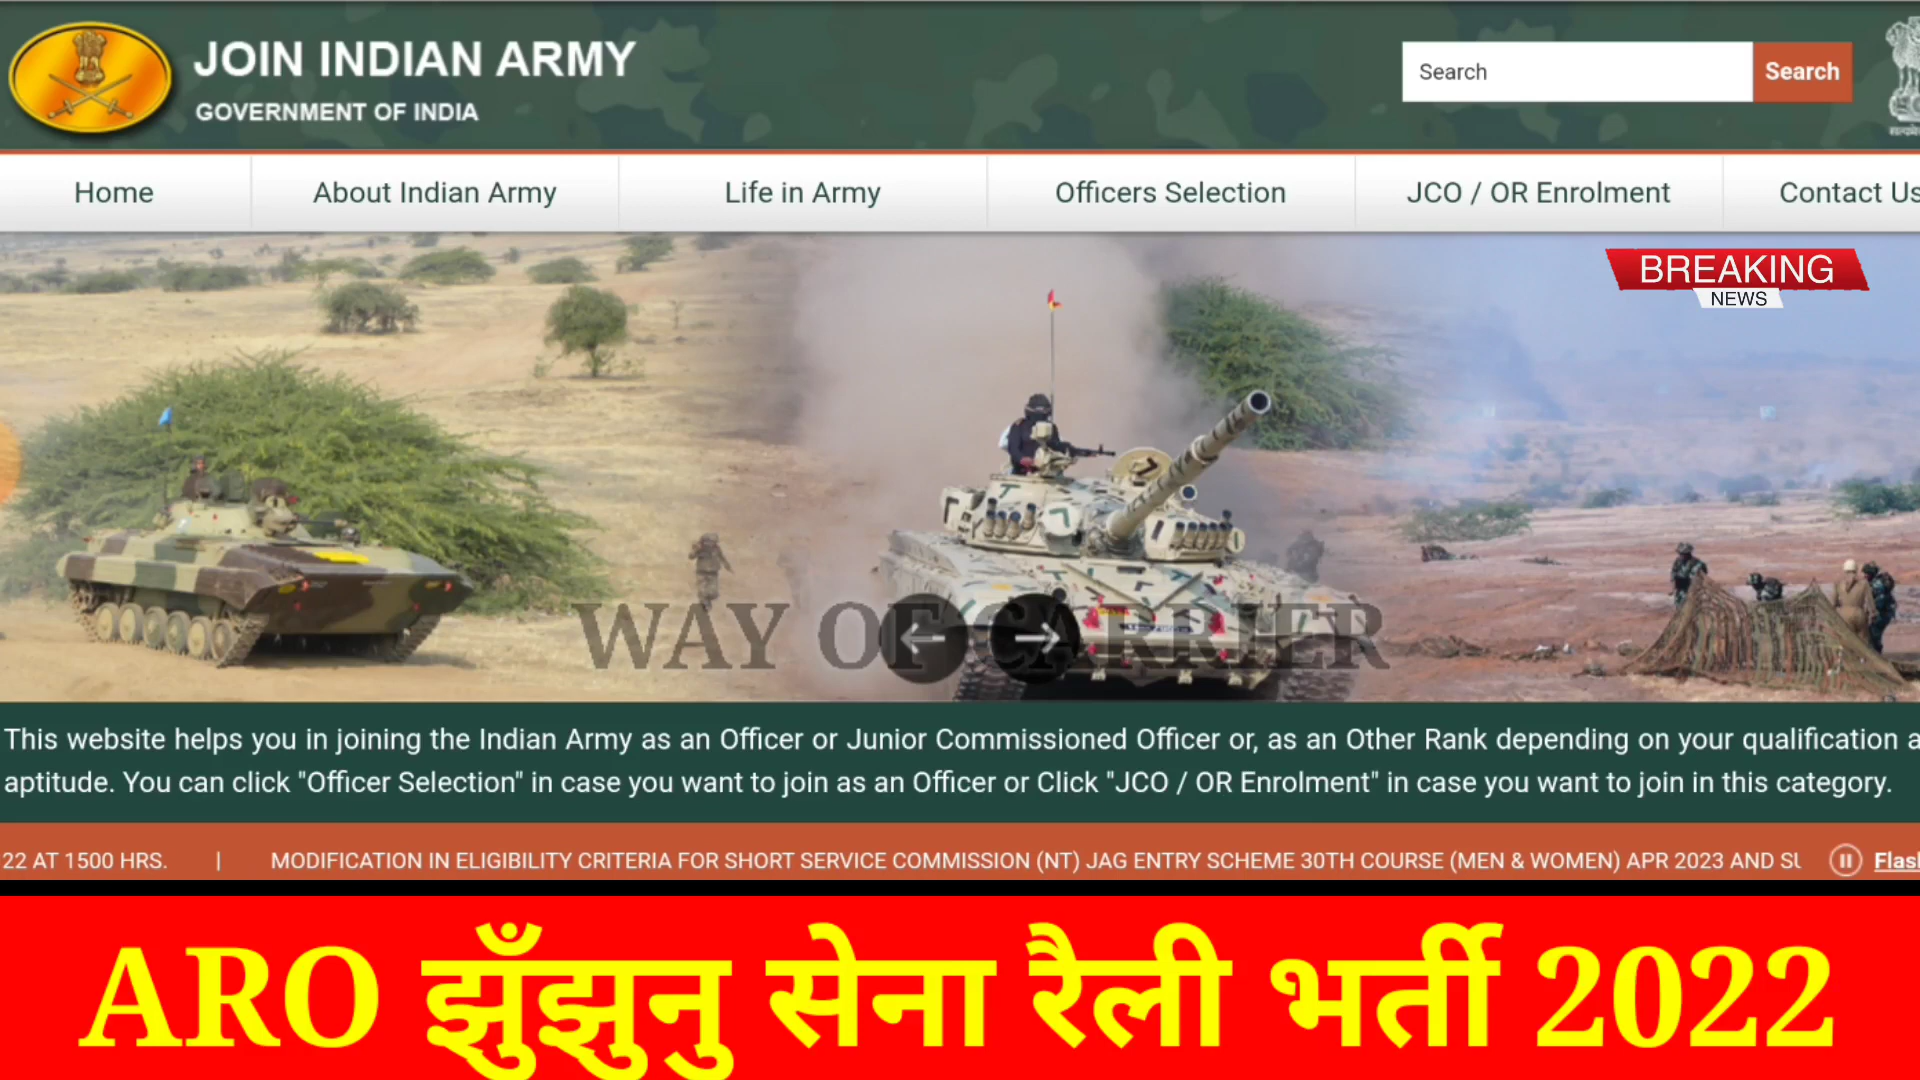 JOIN INDIAN ARMY
GOVERNMENT OF INDIA
Search Search
Home About Indian Army Life in Army Officers Selection JCO / OR Enrolment Contact Us
BREAKING
NEWS
WAY OF CARRIER
This website helps you in joining the Indian Army as an Officer or Junior Commissioned Officer or, as an Other Rank depending on your qualification a
aptitude. You can click "Officer Selection" in case you want to join as an Officer or Click "JCO / OR Enrolment" in case you want to join in this category.
22 AT 1500 HRS. | MODIFICATION IN ELIGIBILITY CRITERIA FOR SHORT SERVICE COMMISSION (NT) JAG ENTRY SCHEME 30TH COURSE (MEN & WOMEN) APR 2023 AND SU Flash
ARO झुँझुनु सेना रैली भर्ती 2022